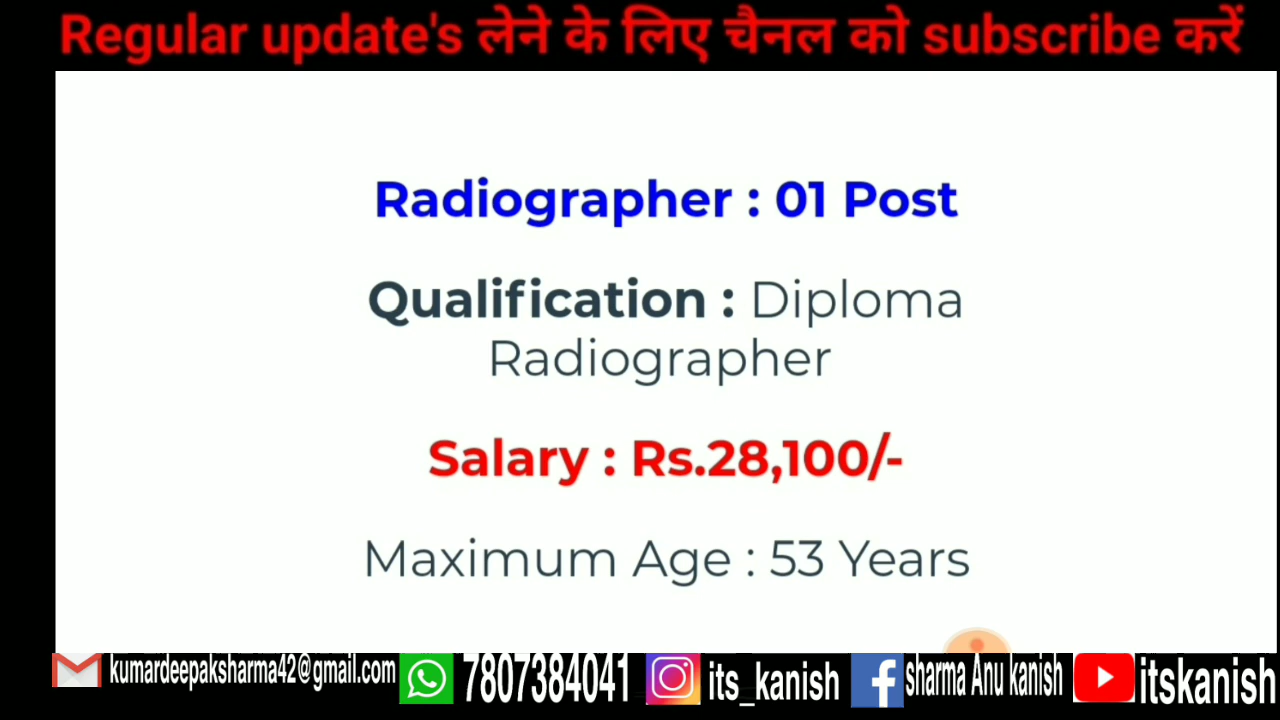 Regular update's लेने के लिए चैनल को subscribe करें
Radiographer : 01 Post
Qualification : Diploma
Radiographer
Salary : Rs.28,100/-
Maximum Age : 53 Years
kumardeepaksharma42@gmail.com 7807384041 its_kanish sharma Anu kanish itskanish